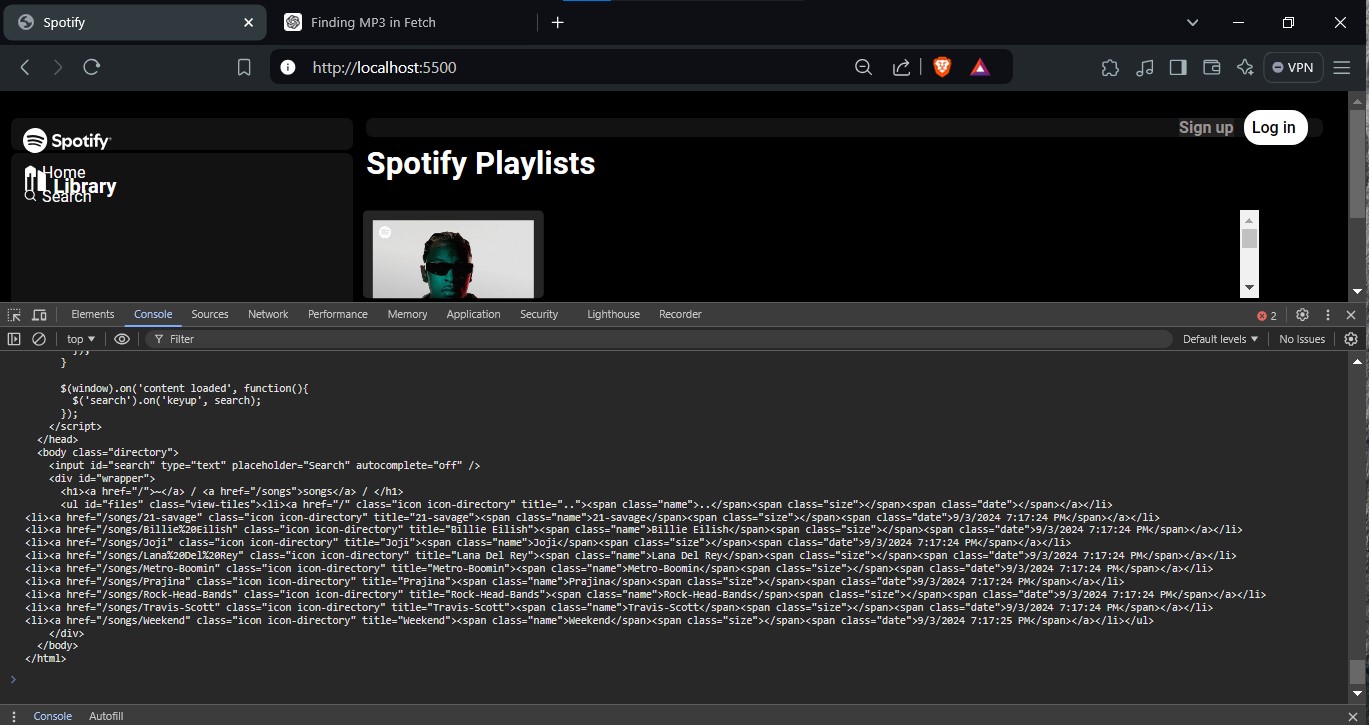 Spotify
Finding MP3 in Fetch
http://localhost:5500
VPN
Spotify
Sign up
Log in
Home
Library
Search
Spotify Playlists
Elements
Console
Sources
Network
Performance
Memory
Application
Security
Lighthouse
Recorder
2
top
Filter
Default levels
No Issues
});
}
$(window).on('content loaded', function(){
$('search').on('keyup', search);
});
</script>
</head>
<body class="directory">
<input id="search" type="text" placeholder="Search" autocomplete="off" />
<div id="wrapper">
<h1><a href="/">~</a> / <a href="/songs">songs</a> / </h1>
<ul id="files" class="view-tiles"><li><a href="/" class="icon icon-directory" title=".."><span class="name">..</span><span class="size"></span><span class="date"></span></a></li>
<li><a href="/songs/21-savage" class="icon icon-directory" title="21-savage"><span class="name">21-savage</span><span class="size"></span><span class="date">9/3/2024 7:17:24 PM</span></a></li>
<li><a href="/songs/Billie%20Eilish" class="icon icon-directory" title="Billie Eilish"><span class="name">Billie Eilish</span><span class="size"></span><span class="date">9/3/2024 7:17:24 PM</span></a></li>
<li><a href="/songs/Joji" class="icon icon-directory" title="Joji"><span class="name">Joji</span><span class="size"></span><span class="date">9/3/2024 7:17:24 PM</span></a></li>
<li><a href="/songs/Lana%20Del%20Rey" class="icon icon-directory" title="Lana Del Rey"><span class="name">Lana Del Rey</span><span class="size"></span><span class="date">9/3/2024 7:17:24 PM</span></a></li>
<li><a href="/songs/Metro-Boomin" class="icon icon-directory" title="Metro-Boomin"><span class="name">Metro-Boomin</span><span class="size"></span><span class="date">9/3/2024 7:17:24 PM</span></a></li>
<li><a href="/songs/Prajina" class="icon icon-directory" title="Prajina"><span class="name">Prajina</span><span class="size"></span><span class="date">9/3/2024 7:17:24 PM</span></a></li>
<li><a href="/songs/Rock-Head-Bands" class="icon icon-directory" title="Rock-Head-Bands"><span class="name">Rock-Head-Bands</span><span class="size"></span><span class="date">9/3/2024 7:17:24 PM</span></a></li>
<li><a href="/songs/Travis-Scott" class="icon icon-directory" title="Travis-Scott"><span class="name">Travis-Scott</span><span class="size"></span><span class="date">9/3/2024 7:17:24 PM</span></a></li>
<li><a href="/songs/Weekend" class="icon icon-directory" title="Weekend"><span class="name">Weekend</span><span class="size"></span><span class="date">9/3/2024 7:17:25 PM</span></a></li></ul>
</div>
</body>
</html>
Console
Autofill